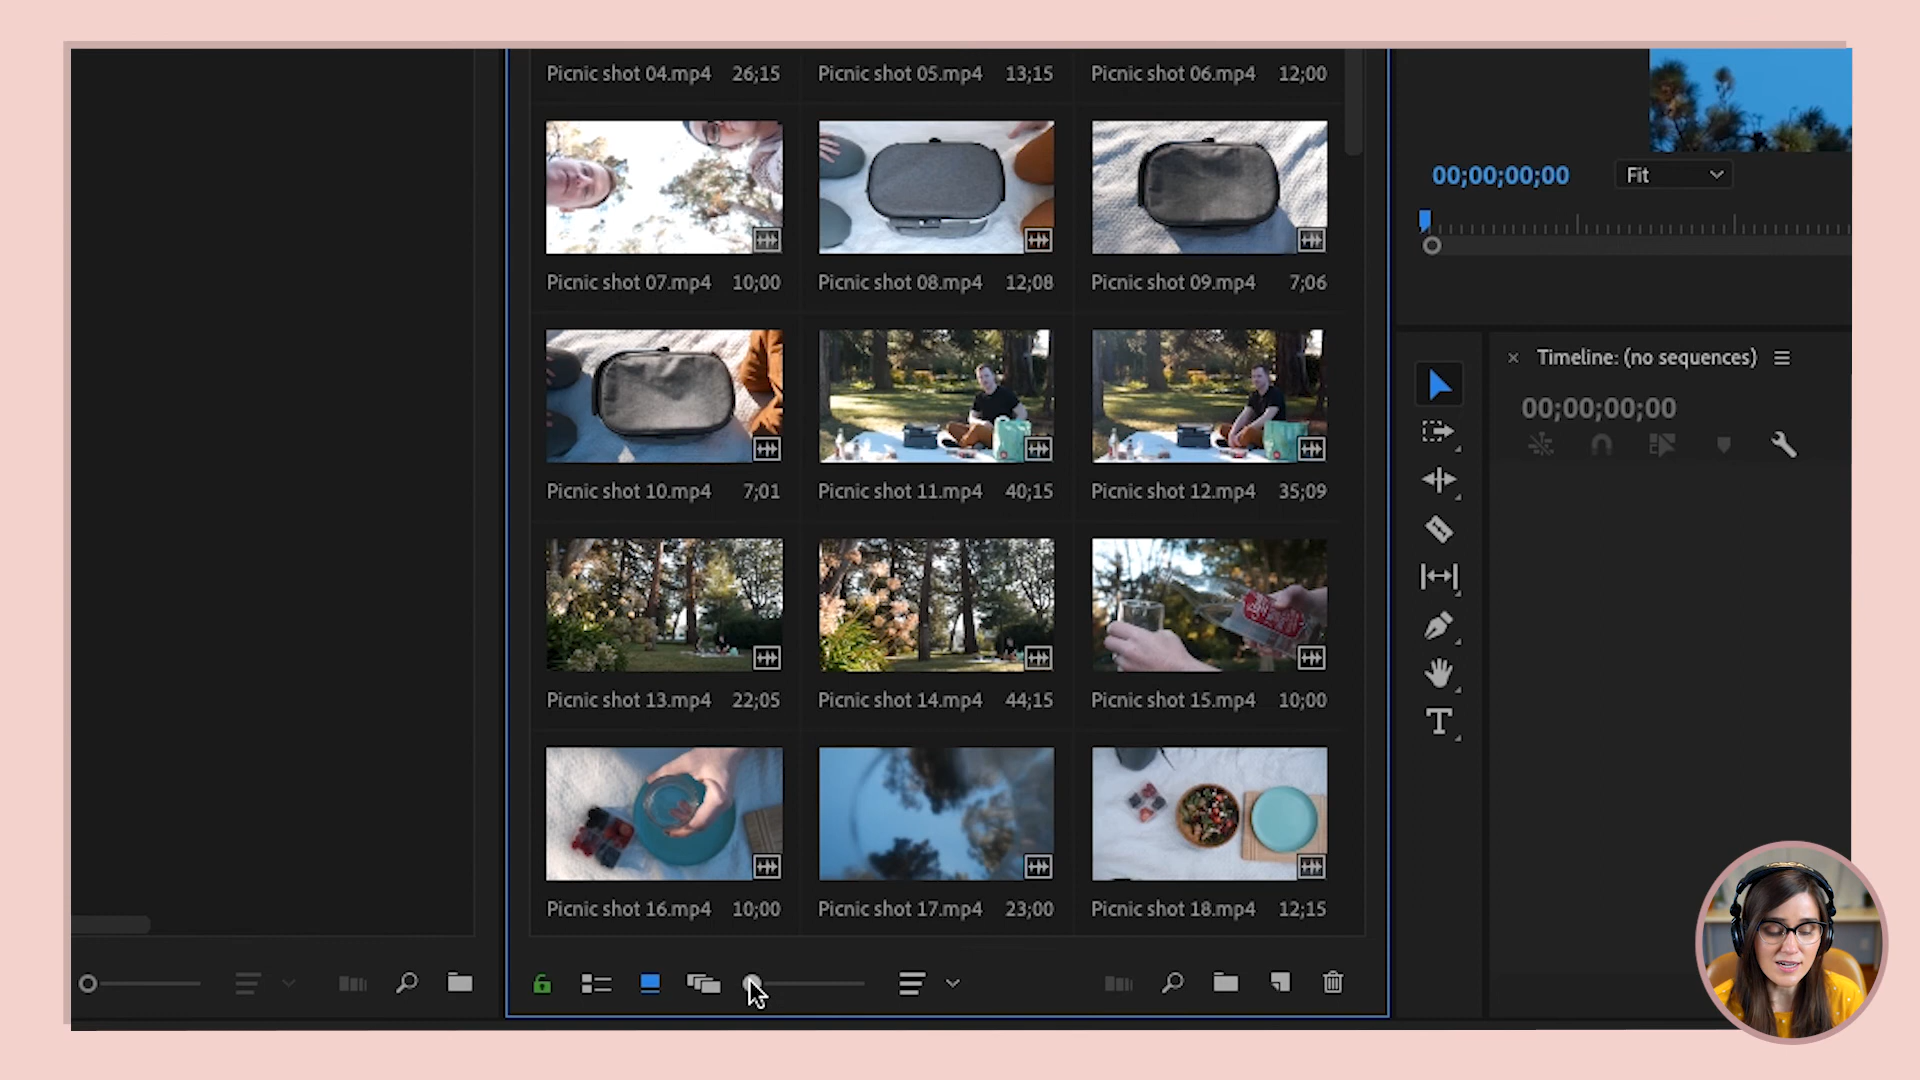 Picnic shot 04.mp4 26;15 Picnic shot 05.mp4 13;15 Picnic shot 06.mp4 12;00
Picnic shot 07.mp4 10;00 Picnic shot 08.mp4 12;08 Picnic shot 09.mp4 7;06
Picnic shot 10.mp4 7;01 Picnic shot 11.mp4 40;15 Picnic shot 12.mp4 35;09
Picnic shot 13.mp4 22;05 Picnic shot 14.mp4 44;15 Picnic shot 15.mp4 10;00
Picnic shot 16.mp4 10;00 Picnic shot 17.mp4 23;00 Picnic shot 18.mp4 12;15
00;00;00;00 Fit
Timeline: (no sequences)
00;00;00;00